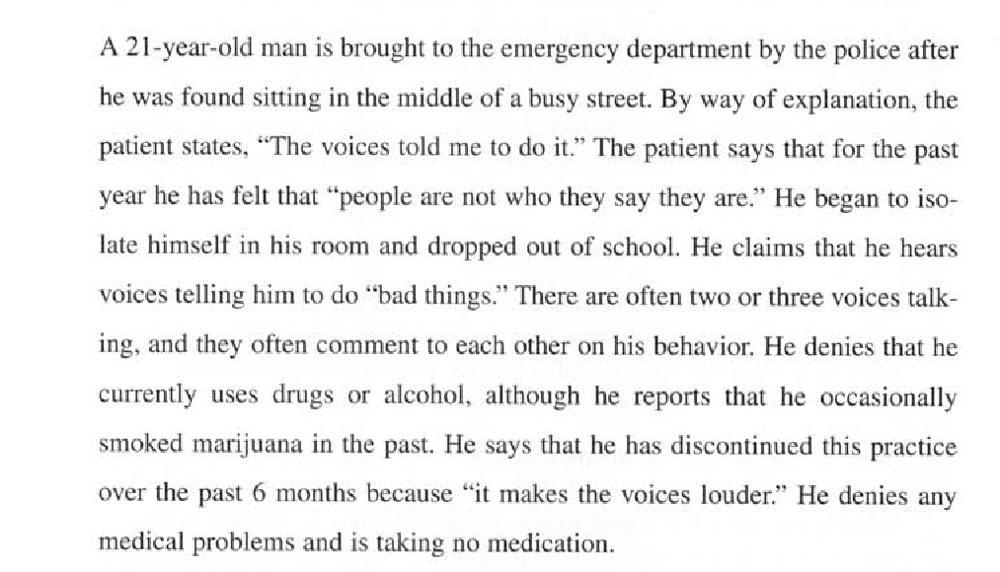 A 21-year-old man is brought to the emergency department by the police after
he was found sitting in the middle of a busy street. By way of explanation, the
patient states, “The voices told me to do it.” The patient says that for the past
year he has felt that “people are not who they say they are.” He began to iso-
late himself in his room and dropped out of school. He claims that he hears
voices telling him to do “bad things.” There are often two or three voices talk-
ing, and they often comment to each other on his behavior. He denies that he
currently uses drugs or alcohol, although he reports that he occasionally
smoked marijuana in the past. He says that he has discontinued this practice
over the past 6 months because “it makes the voices louder.” He denies any
medical problems and is taking no medication.